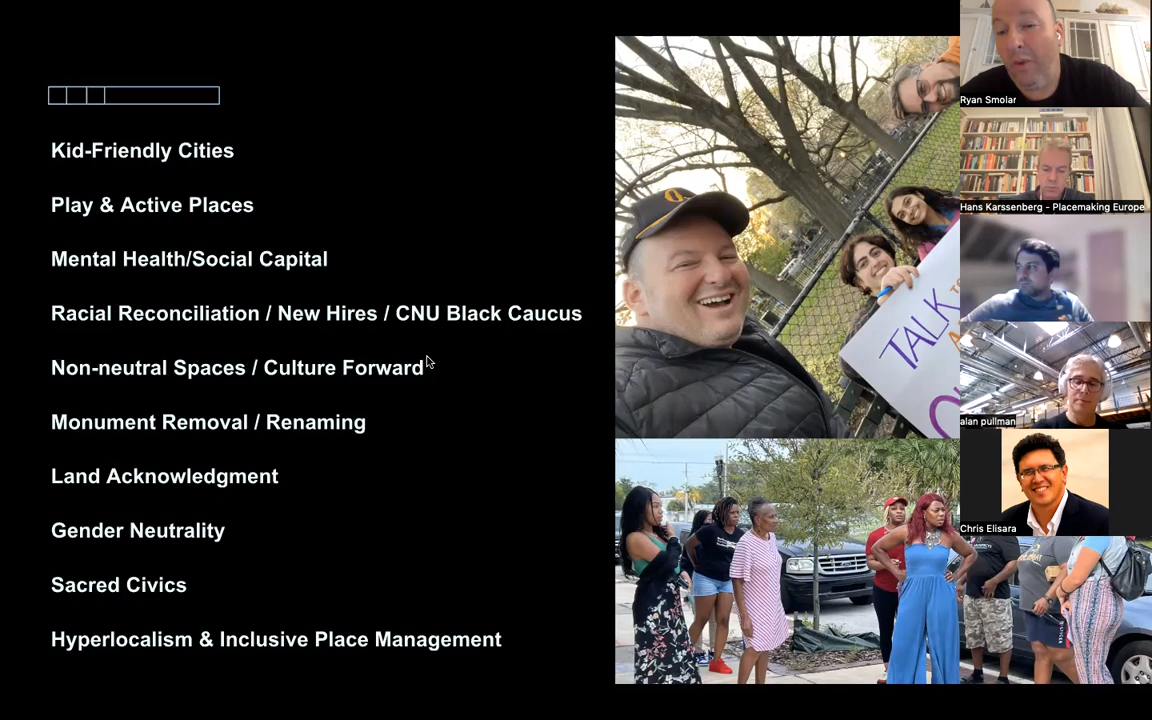 Kid-Friendly Cities
Play & Active Places
Mental Health/Social Capital
Racial Reconciliation / New Hires / CNU Black Caucus
Non-neutral Spaces / Culture Forward
Monument Removal / Renaming
Land Acknowledgment
Gender Neutrality
Sacred Civics
Hyperlocalism & Inclusive Place Management
TALK
Ryan Smolar
Hans Karssenberg - Placemaking Europe
alan pullman
Chris Elisara